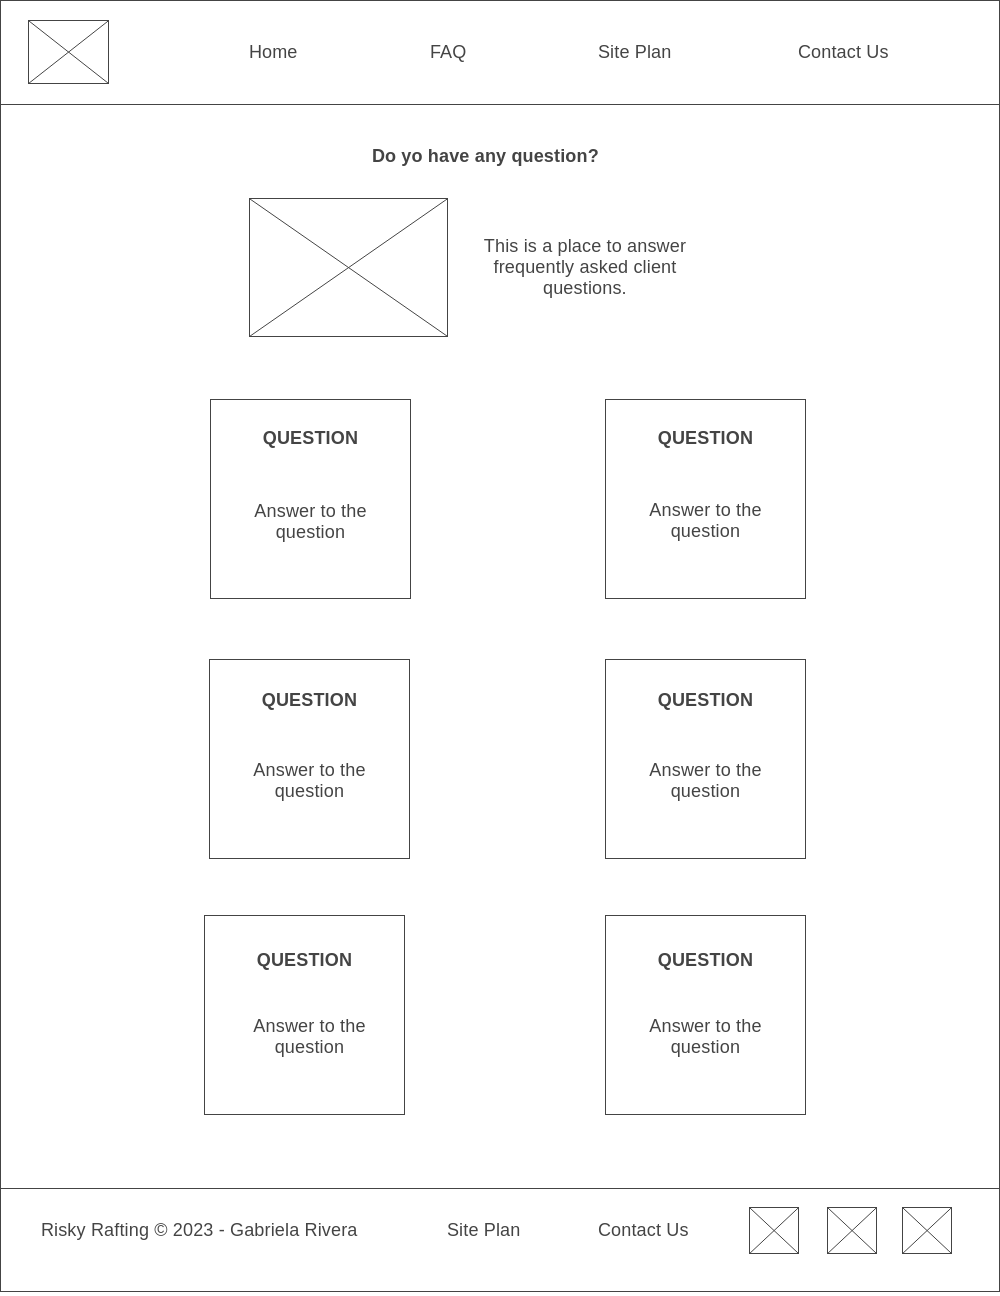 Home FAQ Site Plan Contact Us
Do yo have any question?
This is a place to answer
frequently asked client
questions.
QUESTION
Answer to the
question
QUESTION
Answer to the
question
QUESTION
Answer to the
question
QUESTION
Answer to the
question
QUESTION
Answer to the
question
QUESTION
Answer to the
question
Risky Rafting © 2023 - Gabriela Rivera Site Plan Contact Us